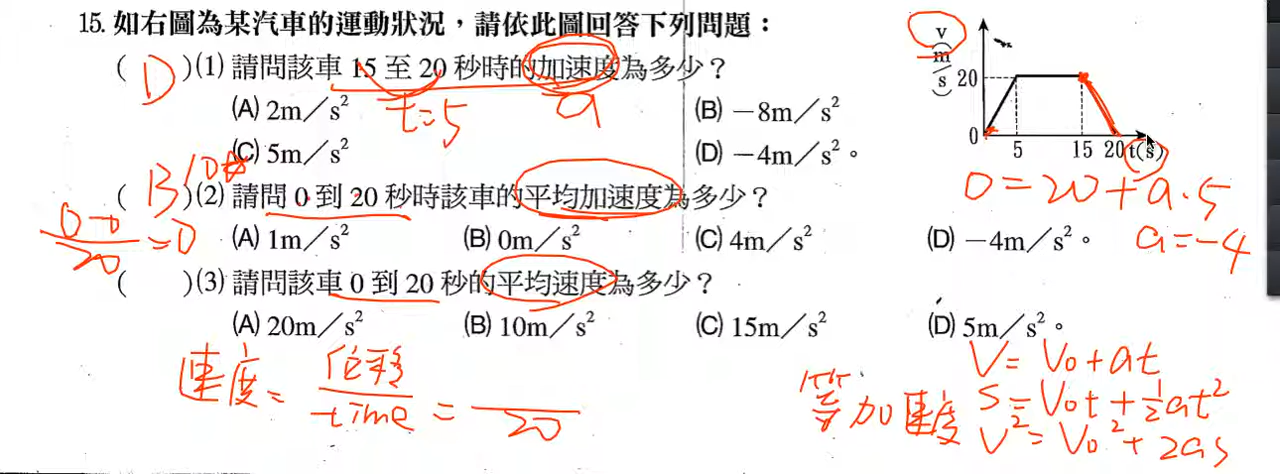 15. 如右圖為某汽車的運動狀況，請依此圖回答下列問題：
( D )(1) 請問該車 15 至 20 秒時的加速度為多少？
t=5 a
(A) 2m／s² (B) －8m／s²
(C) 5m／s² (D) －4m／s²。
( B )(2) 請問 0 到 20 秒時該車的平均加速度為多少？
(A) 1m／s² (B) 0m／s² (C) 4m／s² (D) －4m／s²。
0-0/20 = 0
( )(3) 請問該車 0 到 20 秒的平均速度為多少？
(A) 20m／s² (B) 10m／s² (C) 15m／s² (D) 5m／s²。
v(m/s)
20
0 5 15 20 t(s)
0=20+a·5
a=-4
速度 = 位移/time = /20
等加速度
V=V₀+at
S=V₀t+½at²
V²=V₀²+2as